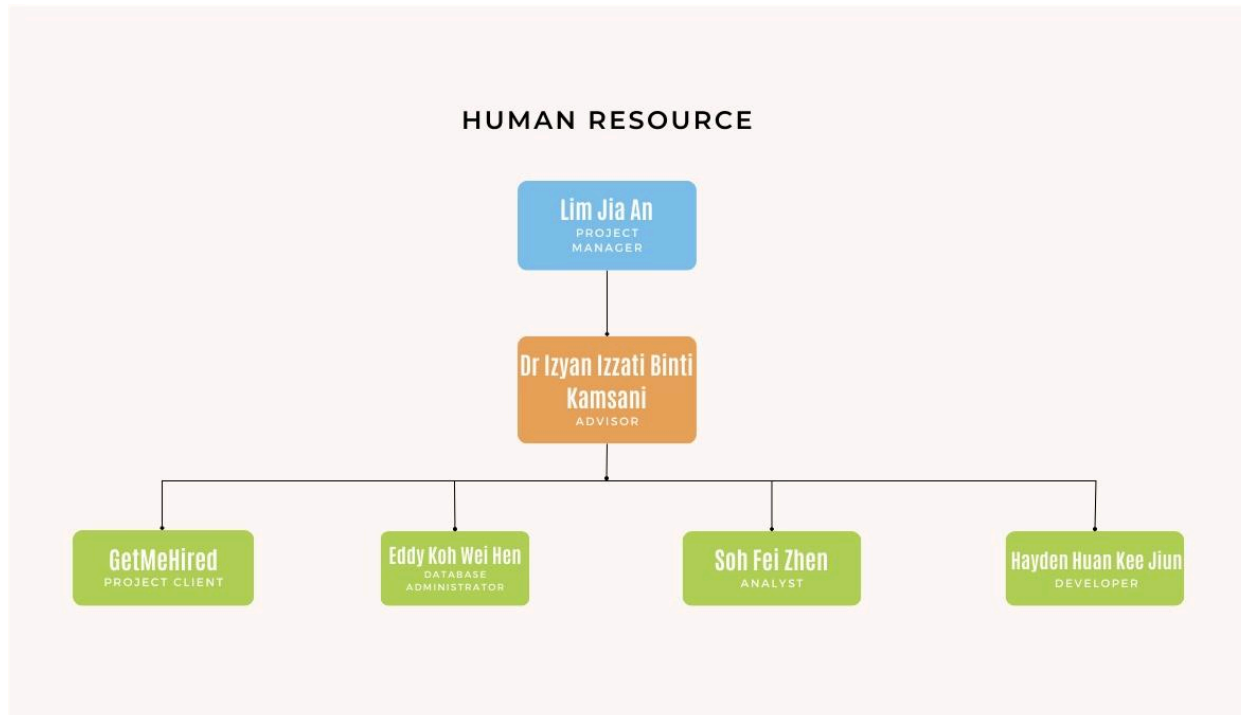 HUMAN RESOURCE
Lim Jia An
PROJECT
MANAGER
Dr Izyan Izzati Binti
Kamsani
ADVISOR
GetMeHired
PROJECT CLIENT
Eddy Koh Wei Hen
DATABASE
ADMINISTRATOR
Soh Fei Zhen
ANALYST
Hayden Huan Kee Jiun
DEVELOPER